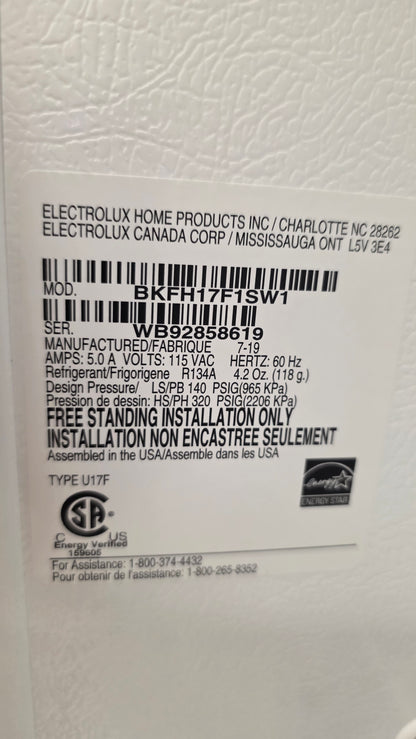 ELECTROLUX HOME PRODUCTS INC / CHARLOTTE NC 28262
ELECTROLUX CANADA CORP / MISSISSAUGA ONT L5V 3E4
MOD. BKFH17F1SW1
SER. WB92858619
MANUFACTURED/FABRIQUE 7-19
AMPS: 5.0 A VOLTS: 115 VAC HERTZ: 60 Hz
Refrigerant/Frigorigene R134A 4.2 Oz. (118 g.)
Design Pressure/ LS/PB 140 PSIG(965 KPa)
Pression de dessin: HS/PH 320 PSIG(2206 KPa)
FREE STANDING INSTALLATION ONLY
INSTALLATION NON ENCASTREE SEULEMENT
Assembled in the USA/Assemble dans les USA
TYPE U17F
energy
ENERGY STAR
SA ®
C US
Energy Verified
159605
For Assistance: 1-800-374-4432
Pour obtenir de l'assistance: 1-800-265-8352